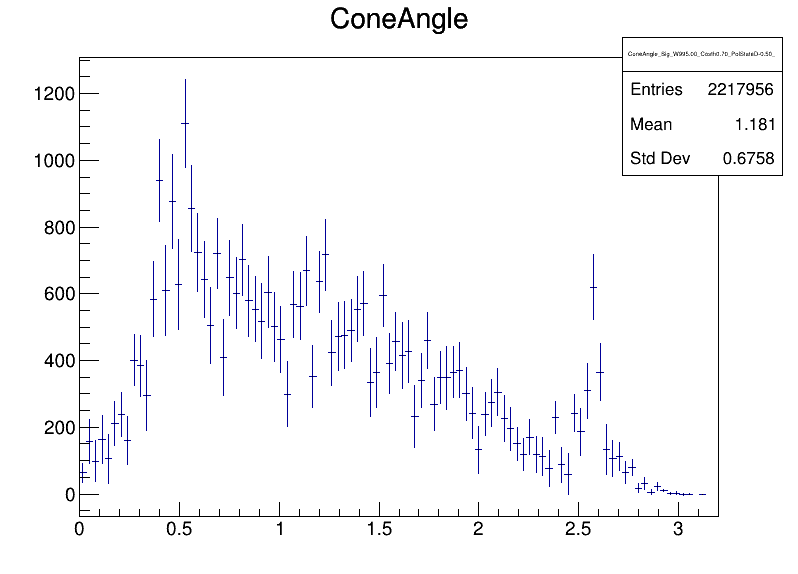 ConeAngle
ConeAngle_Sig_W995.00_Costh0.70_PolStateD-0.50_
Entries 2217956
Mean 1.181
Std Dev 0.6758
1200
1000
800
600
400
200
0
0 0.5 1 1.5 2 2.5 3